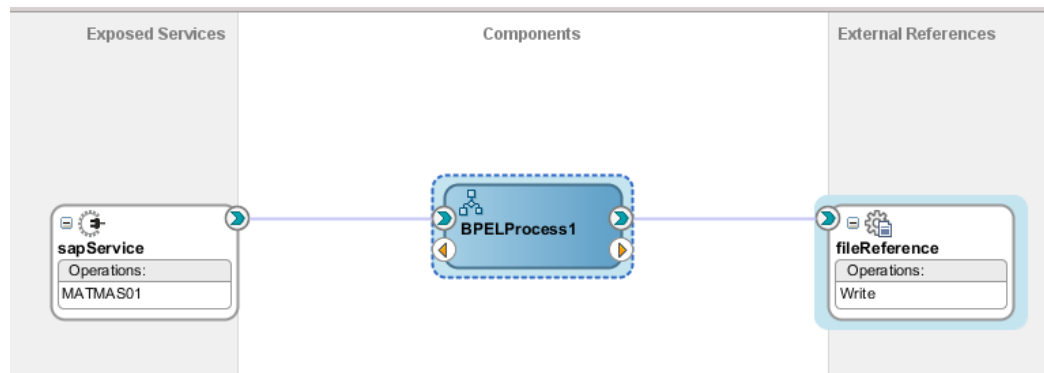 Exposed Services
Components
External References
sapService
Operations:
MATMAS01
BPELProcess1
fileReference
Operations:
Write